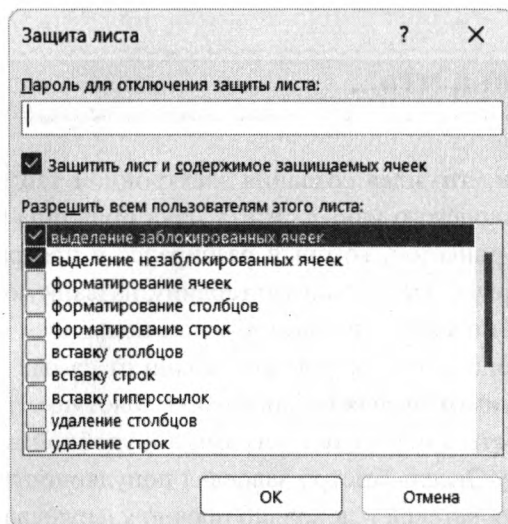 Защита листа ? ×
Пароль для отключения защиты листа:
Защитить лист и содержимое защищаемых ячеек
Разрешить всем пользователям этого листа:
выделение заблокированных ячеек
выделение незаблокированных ячеек
форматирование ячеек
форматирование столбцов
форматирование строк
вставку столбцов
вставку строк
вставку гиперссылок
удаление столбцов
удаление строк
ОК Отмена